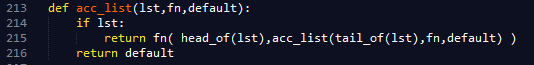 213 def acc_list(lst,fn,default):
214 if lst:
215 return fn( head_of(lst),acc_list(tail_of(lst),fn,default) )
216 return default